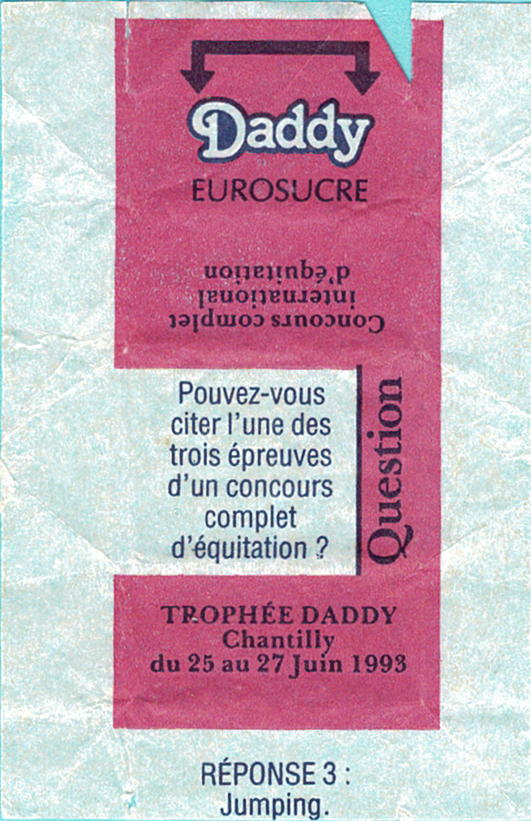 Daddy
EUROSUCRE
Concours complet
international
d'équitation
Pouvez-vous
citer l'une des
trois épreuves
d'un concours
complet
d'équitation ?
Question
TROPHÉE DADDY
Chantilly
du 25 au 27 Juin 1993
RÉPONSE 3 :
Jumping.